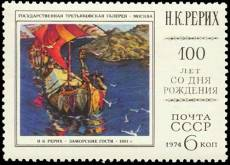 ГОСУДАРСТВЕННАЯ ТРЕТЬЯКОВСКАЯ ГАЛЕРЕЯ · МОСКВА
Н.К.РЕРИХ
100
ЛЕТ
СО ДНЯ
РОЖДЕНИЯ
ПОЧТА
СССР
1974 6 КОП
Н К РЕРИХ — ЗАМОРСКИЕ ГОСТИ — 1901 г